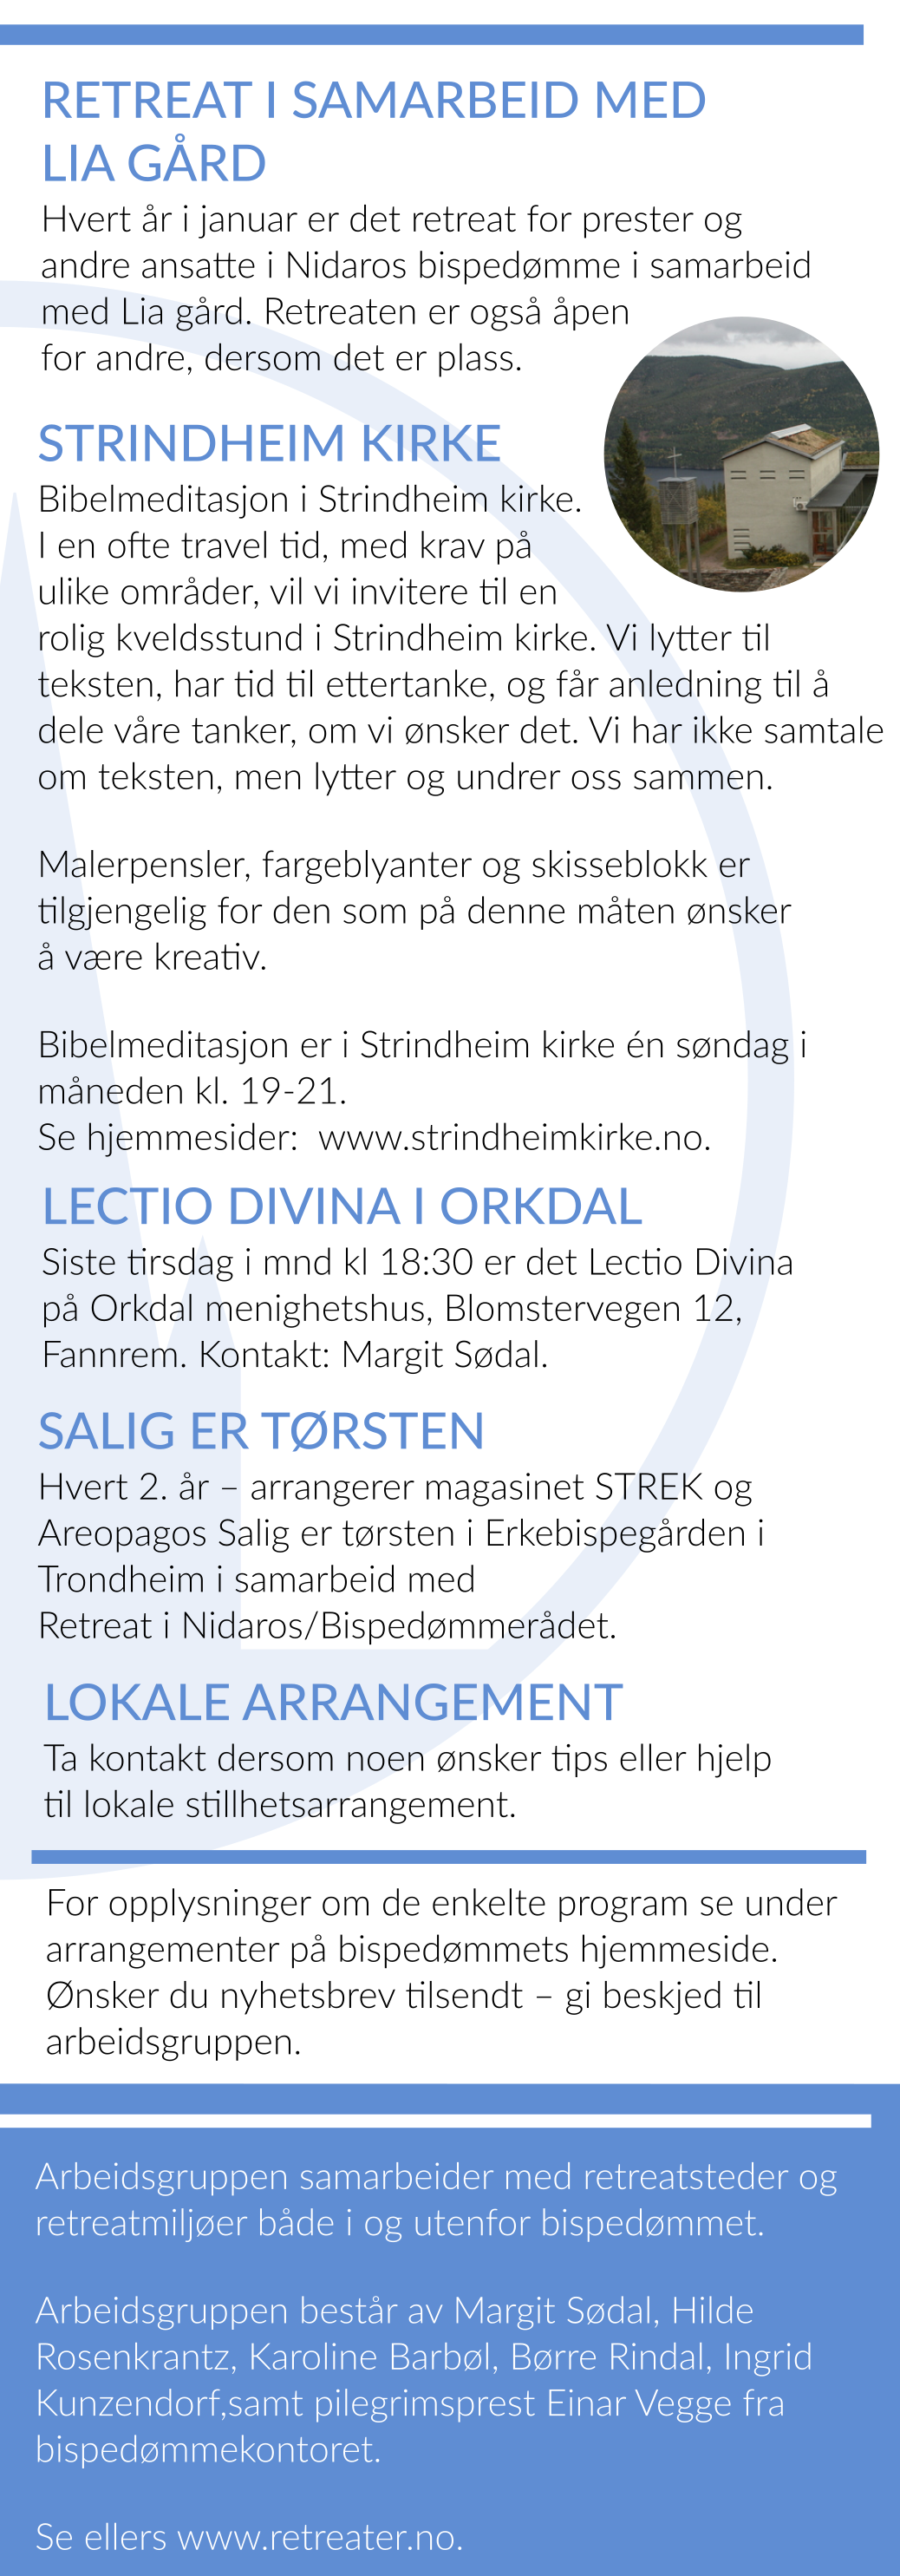 RETREAT I SAMARBEID MED
LIA GÅRD
Hvert år i januar er det retreat for prester og
andre ansatte i Nidaros bispedømme i samarbeid
med Lia gård. Retreaten er også åpen
for andre, dersom det er plass.
STRINDHEIM KIRKE
Bibelmeditasjon i Strindheim kirke.
I en ofte travel tid, med krav på
ulike områder, vil vi invitere til en
rolig kveldsstund i Strindheim kirke. Vi lytter til
teksten, har tid til ettertanke, og får anledning til å
dele våre tanker, om vi ønsker det. Vi har ikke samtale
om teksten, men lytter og undrer oss sammen.
Malerpensler, fargeblyanter og skisseblokk er
tilgjengelig for den som på denne måten ønsker
å være kreativ.
Bibelmeditasjon er i Strindheim kirke én søndag i
måneden kl. 19-21.
Se hjemmesider:  www.strindheimkirke.no.
LECTIO DIVINA I ORKDAL
Siste tirsdag i mnd kl 18:30 er det Lectio Divina
på Orkdal menighetshus, Blomstervegen 12,
Fannrem. Kontakt: Margit Sødal.
SALIG ER TØRSTEN
Hvert 2. år – arrangerer magasinet STREK og
Areopagos Salig er tørsten i Erkebispegården i
Trondheim i samarbeid med
Retreat i Nidaros/Bispedømmerådet.
LOKALE ARRANGEMENT
Ta kontakt dersom noen ønsker tips eller hjelp
til lokale stillhetsarrangement.
For opplysninger om de enkelte program se under
arrangementer på bispedømmets hjemmeside.
Ønsker du nyhetsbrev tilsendt – gi beskjed til
arbeidsgruppen.
Arbeidsgruppen samarbeider med retreatsteder og
retreatmiljøer både i og utenfor bispedømmet.
Arbeidsgruppen består av Margit Sødal, Hilde
Rosenkrantz, Karoline Barbøl, Børre Rindal, Ingrid
Kunzendorf,samt pilegrimsprest Einar Vegge fra
bispedømmekontoret.
Se ellers www.retreater.no.